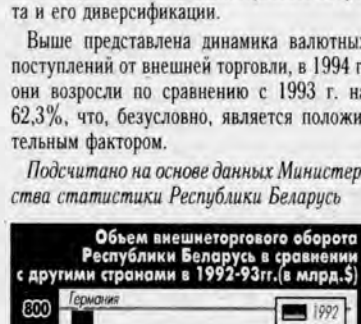 та и его диверсификации.
Выше представлена динамика валютных
поступлений от внешней торговли, в 1994 г
они возросли по сравнению с 1993 г. на
62,3%, что, безусловно, является положи-
тельным фактором.
Подсчитано на основе данных Министер
ства статистики Республики Беларусь
Объем внешнеторгового оборота
Республики Беларусь в сравнении
с другими странами в 1992-93гг.(в млрд.$)
800
Германия
1992